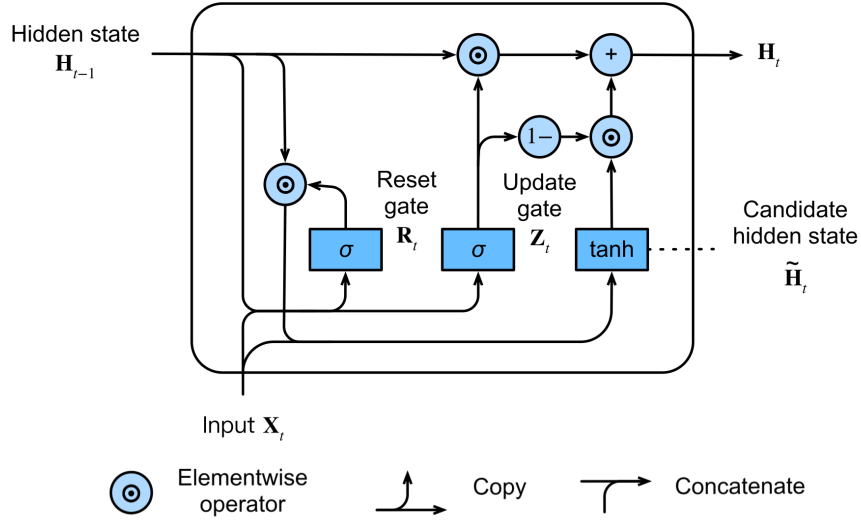 Hidden state
H_{t−1}
+
H_t
1−
Reset
gate
R_t
Update
gate
Z_t
Candidate
hidden state
H̃_t
σ
σ
tanh
Input X_t
Elementwise
operator
Copy
Concatenate